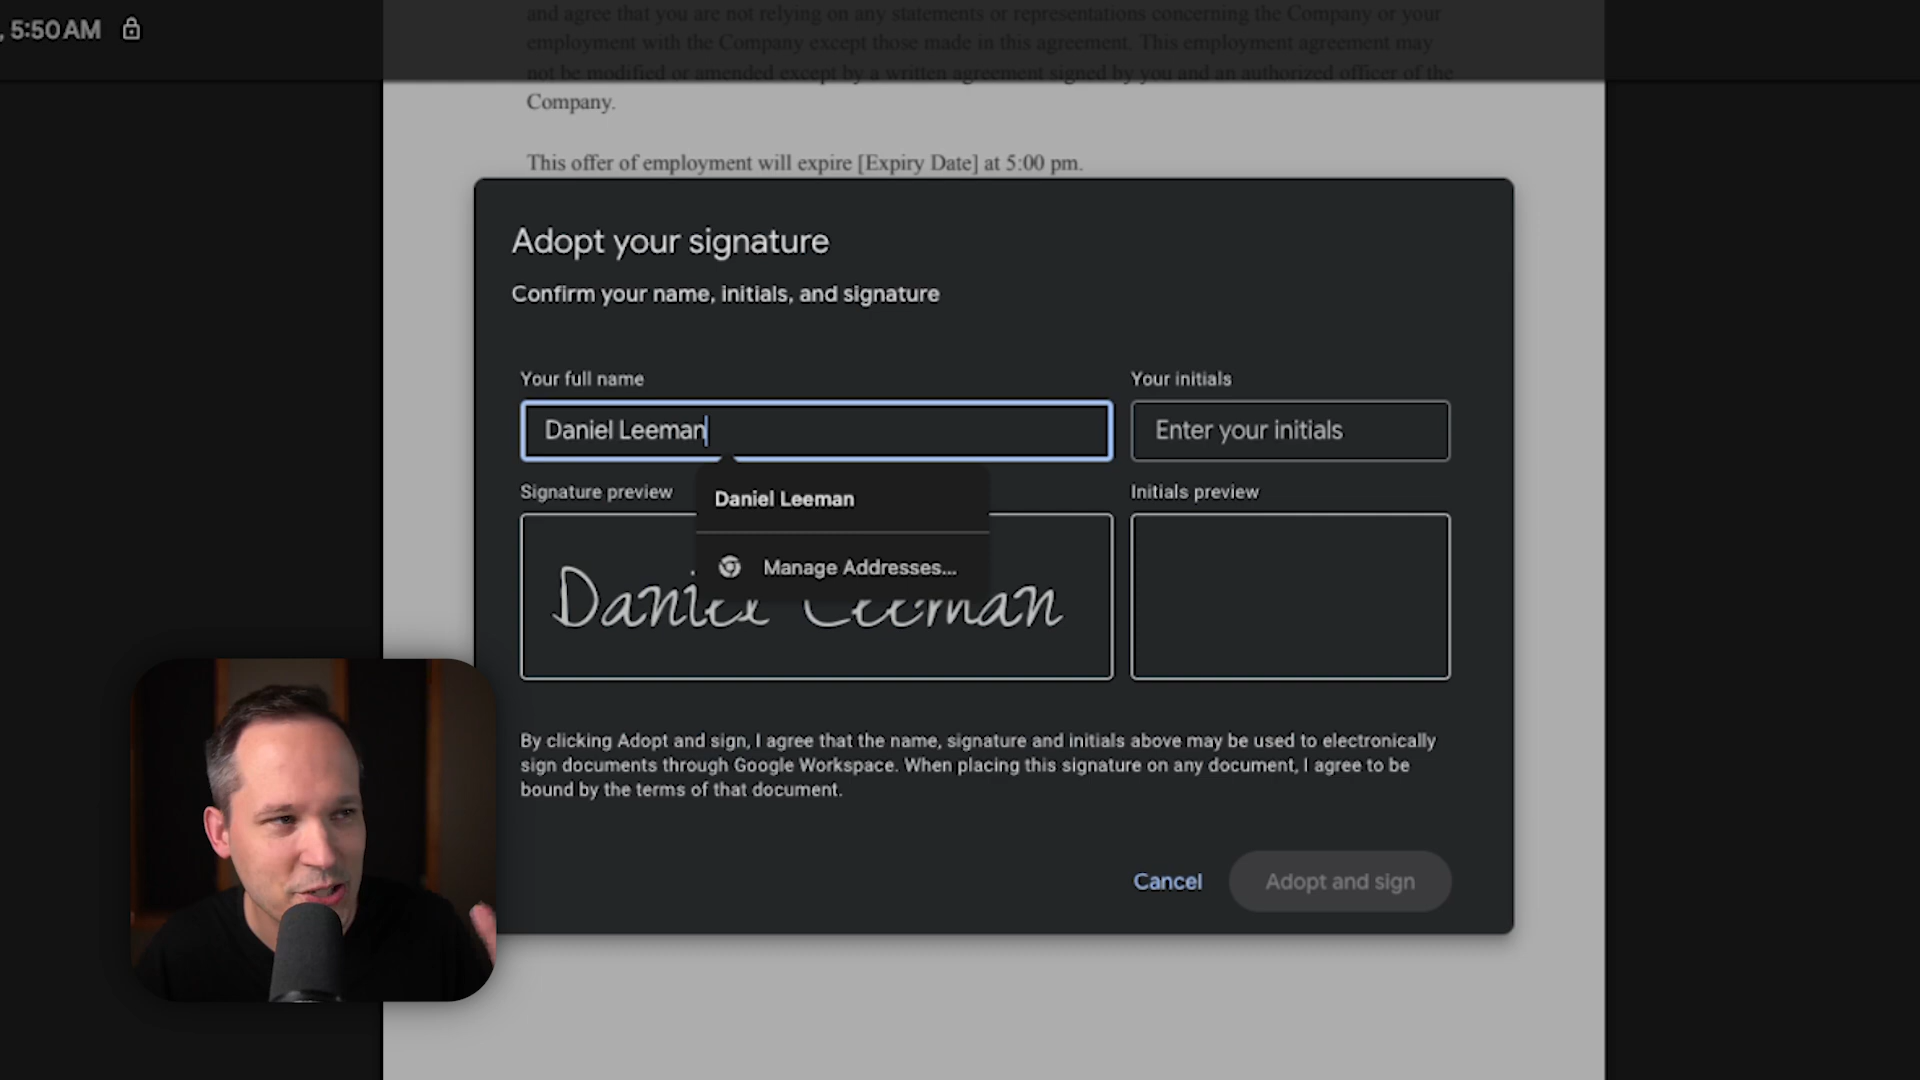 , 5:50 AM
and agree that you are not relying on any statements or representations concerning the Company or your
employment with the Company except those made in this agreement. This employment agreement may
not be modified or amended except by a written agreement signed by you and an authorized officer of the
Company.
This offer of employment will expire [Expiry Date] at 5:00 pm.
Adopt your signature
Confirm your name, initials, and signature
Your full name
Your initials
Daniel Leeman
Enter your initials
Signature preview
Daniel Leeman
Initials preview
Manage Addresses...
Daniel Leeman
By clicking Adopt and sign, I agree that the name, signature and initials above may be used to electronically
sign documents through Google Workspace. When placing this signature on any document, I agree to be
bound by the terms of that document.
Cancel
Adopt and sign